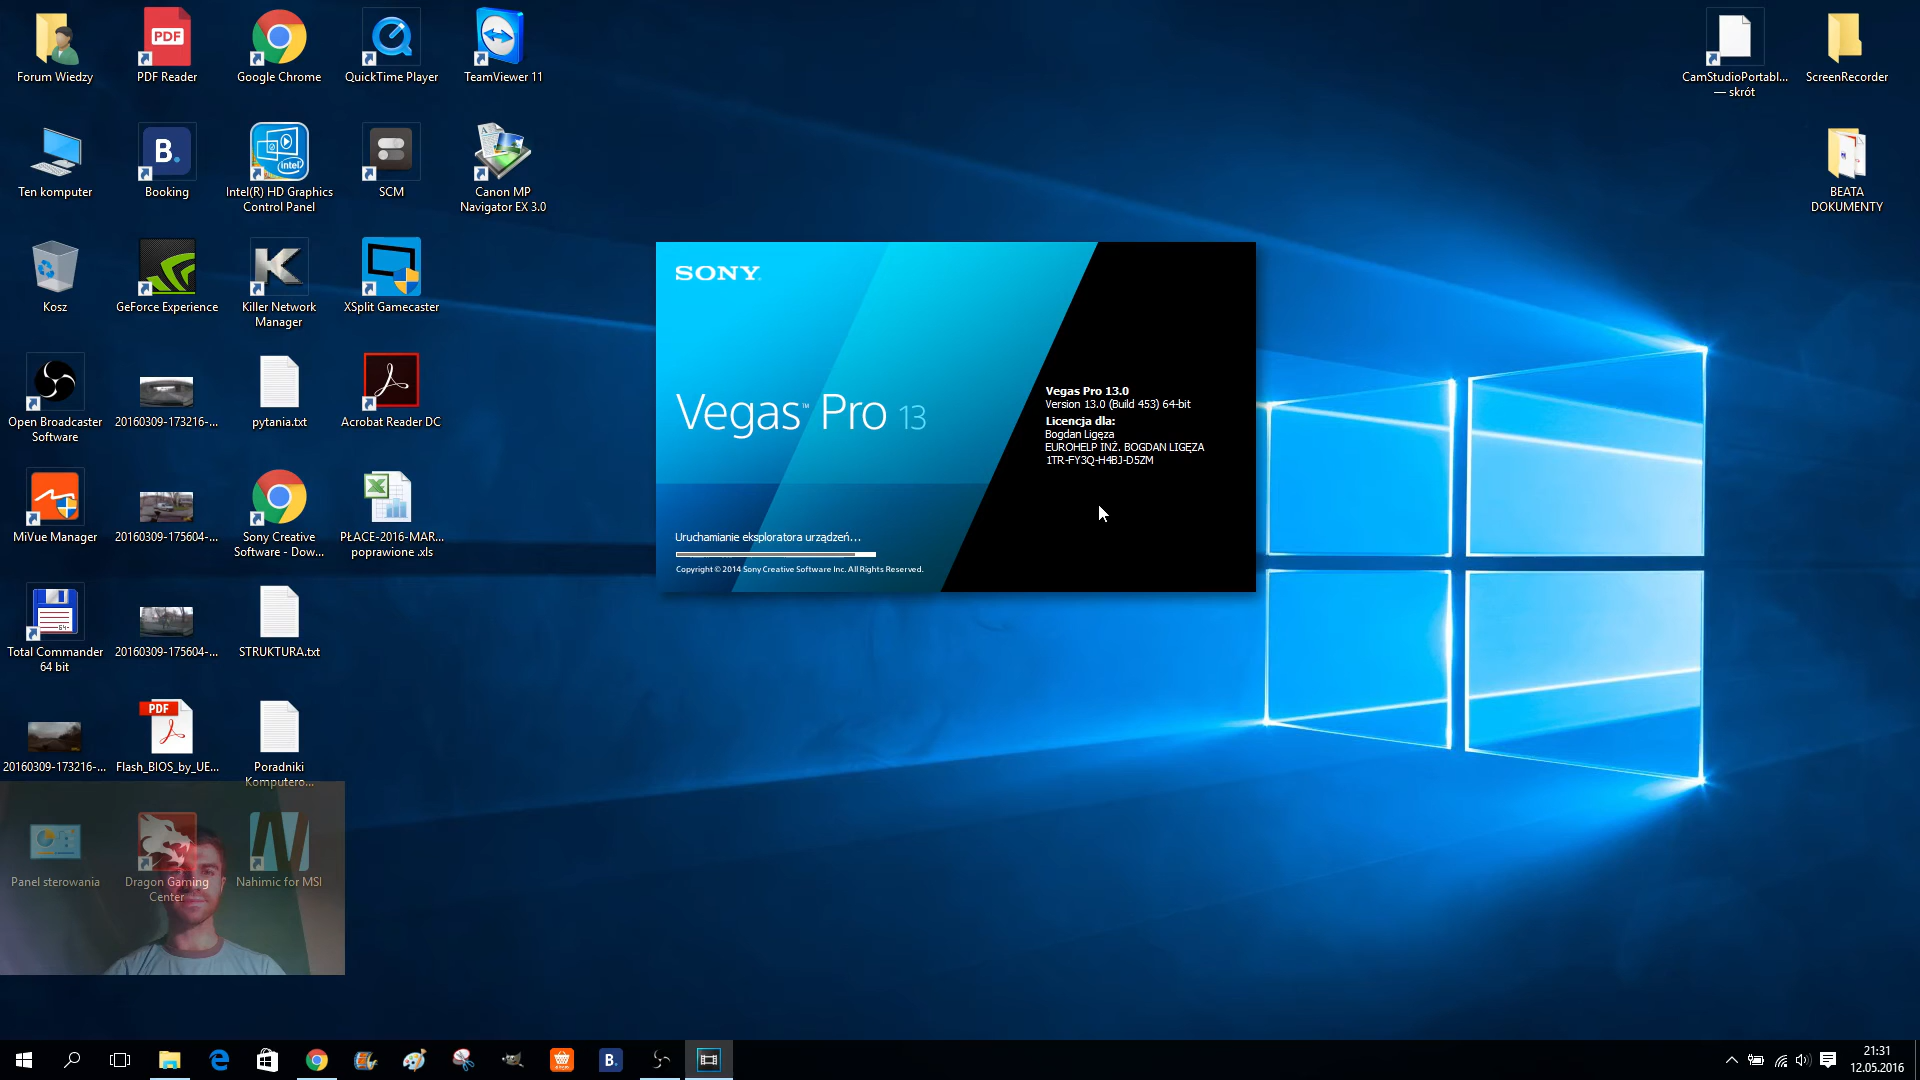 Forum Wiedzy
PDF
PDF Reader
Google Chrome
QuickTime Player
TeamViewer 11
CamStudioPortabl...
— skrót
ScreenRecorder
Ten komputer
B.
Booking
intel
Intel(R) HD Graphics
Control Panel
SCM
Canon MP
Navigator EX 3.0
BEATA
DOKUMENTY
Kosz
GeForce Experience
K
Killer Network
Manager
XSplit Gamecaster
Open Broadcaster
Software
20160309-173216-...
pytania.txt
Acrobat Reader DC
MiVue Manager
20160309-175604-...
Sony Creative
Software - Dow...
PŁACE-2016-MAR...
poprawione .xls
Total Commander
64 bit
20160309-175604-...
STRUKTURA.txt
20160309-173216-...
PDF
Flash_BIOS_by_UE...
Poradniki
Komputero...
Panel sterowania
Dragon Gaming
Center
Nahimic for MSI
SONY
Vegas™ Pro 13
Vegas Pro 13.0
Version 13.0 (Build 453) 64-bit
Licencja dla:
Bogdan Ligęza
EUROHELP INŻ. BOGDAN LIGĘZA
1TR-FY3Q-H4BJ-D5ZM
Uruchamianie eksploratora urządzeń...
Copyright © 2014 Sony Creative Software Inc. All Rights Reserved.
B.
21:31
12.05.2016